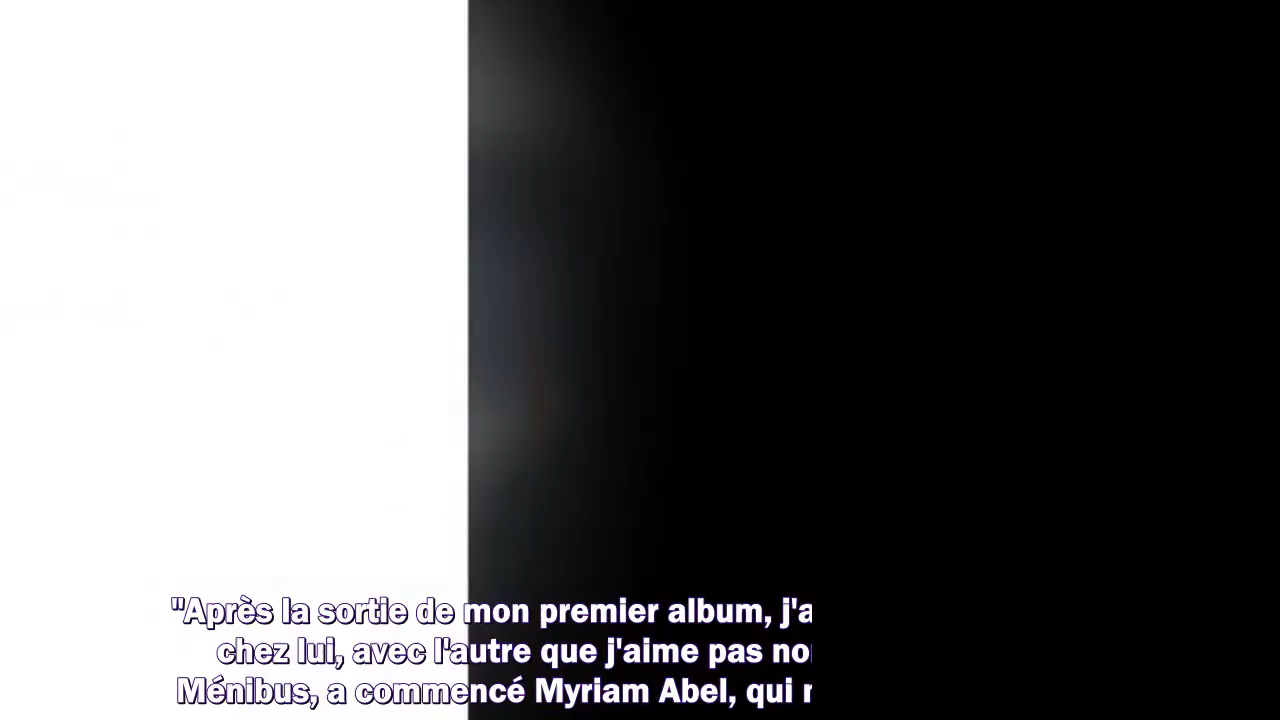 "Après la sortie de mon premier album,
chez lui, avec l'autre que j'aime pas
Ménibus, a commencé Myriam Abel, qui